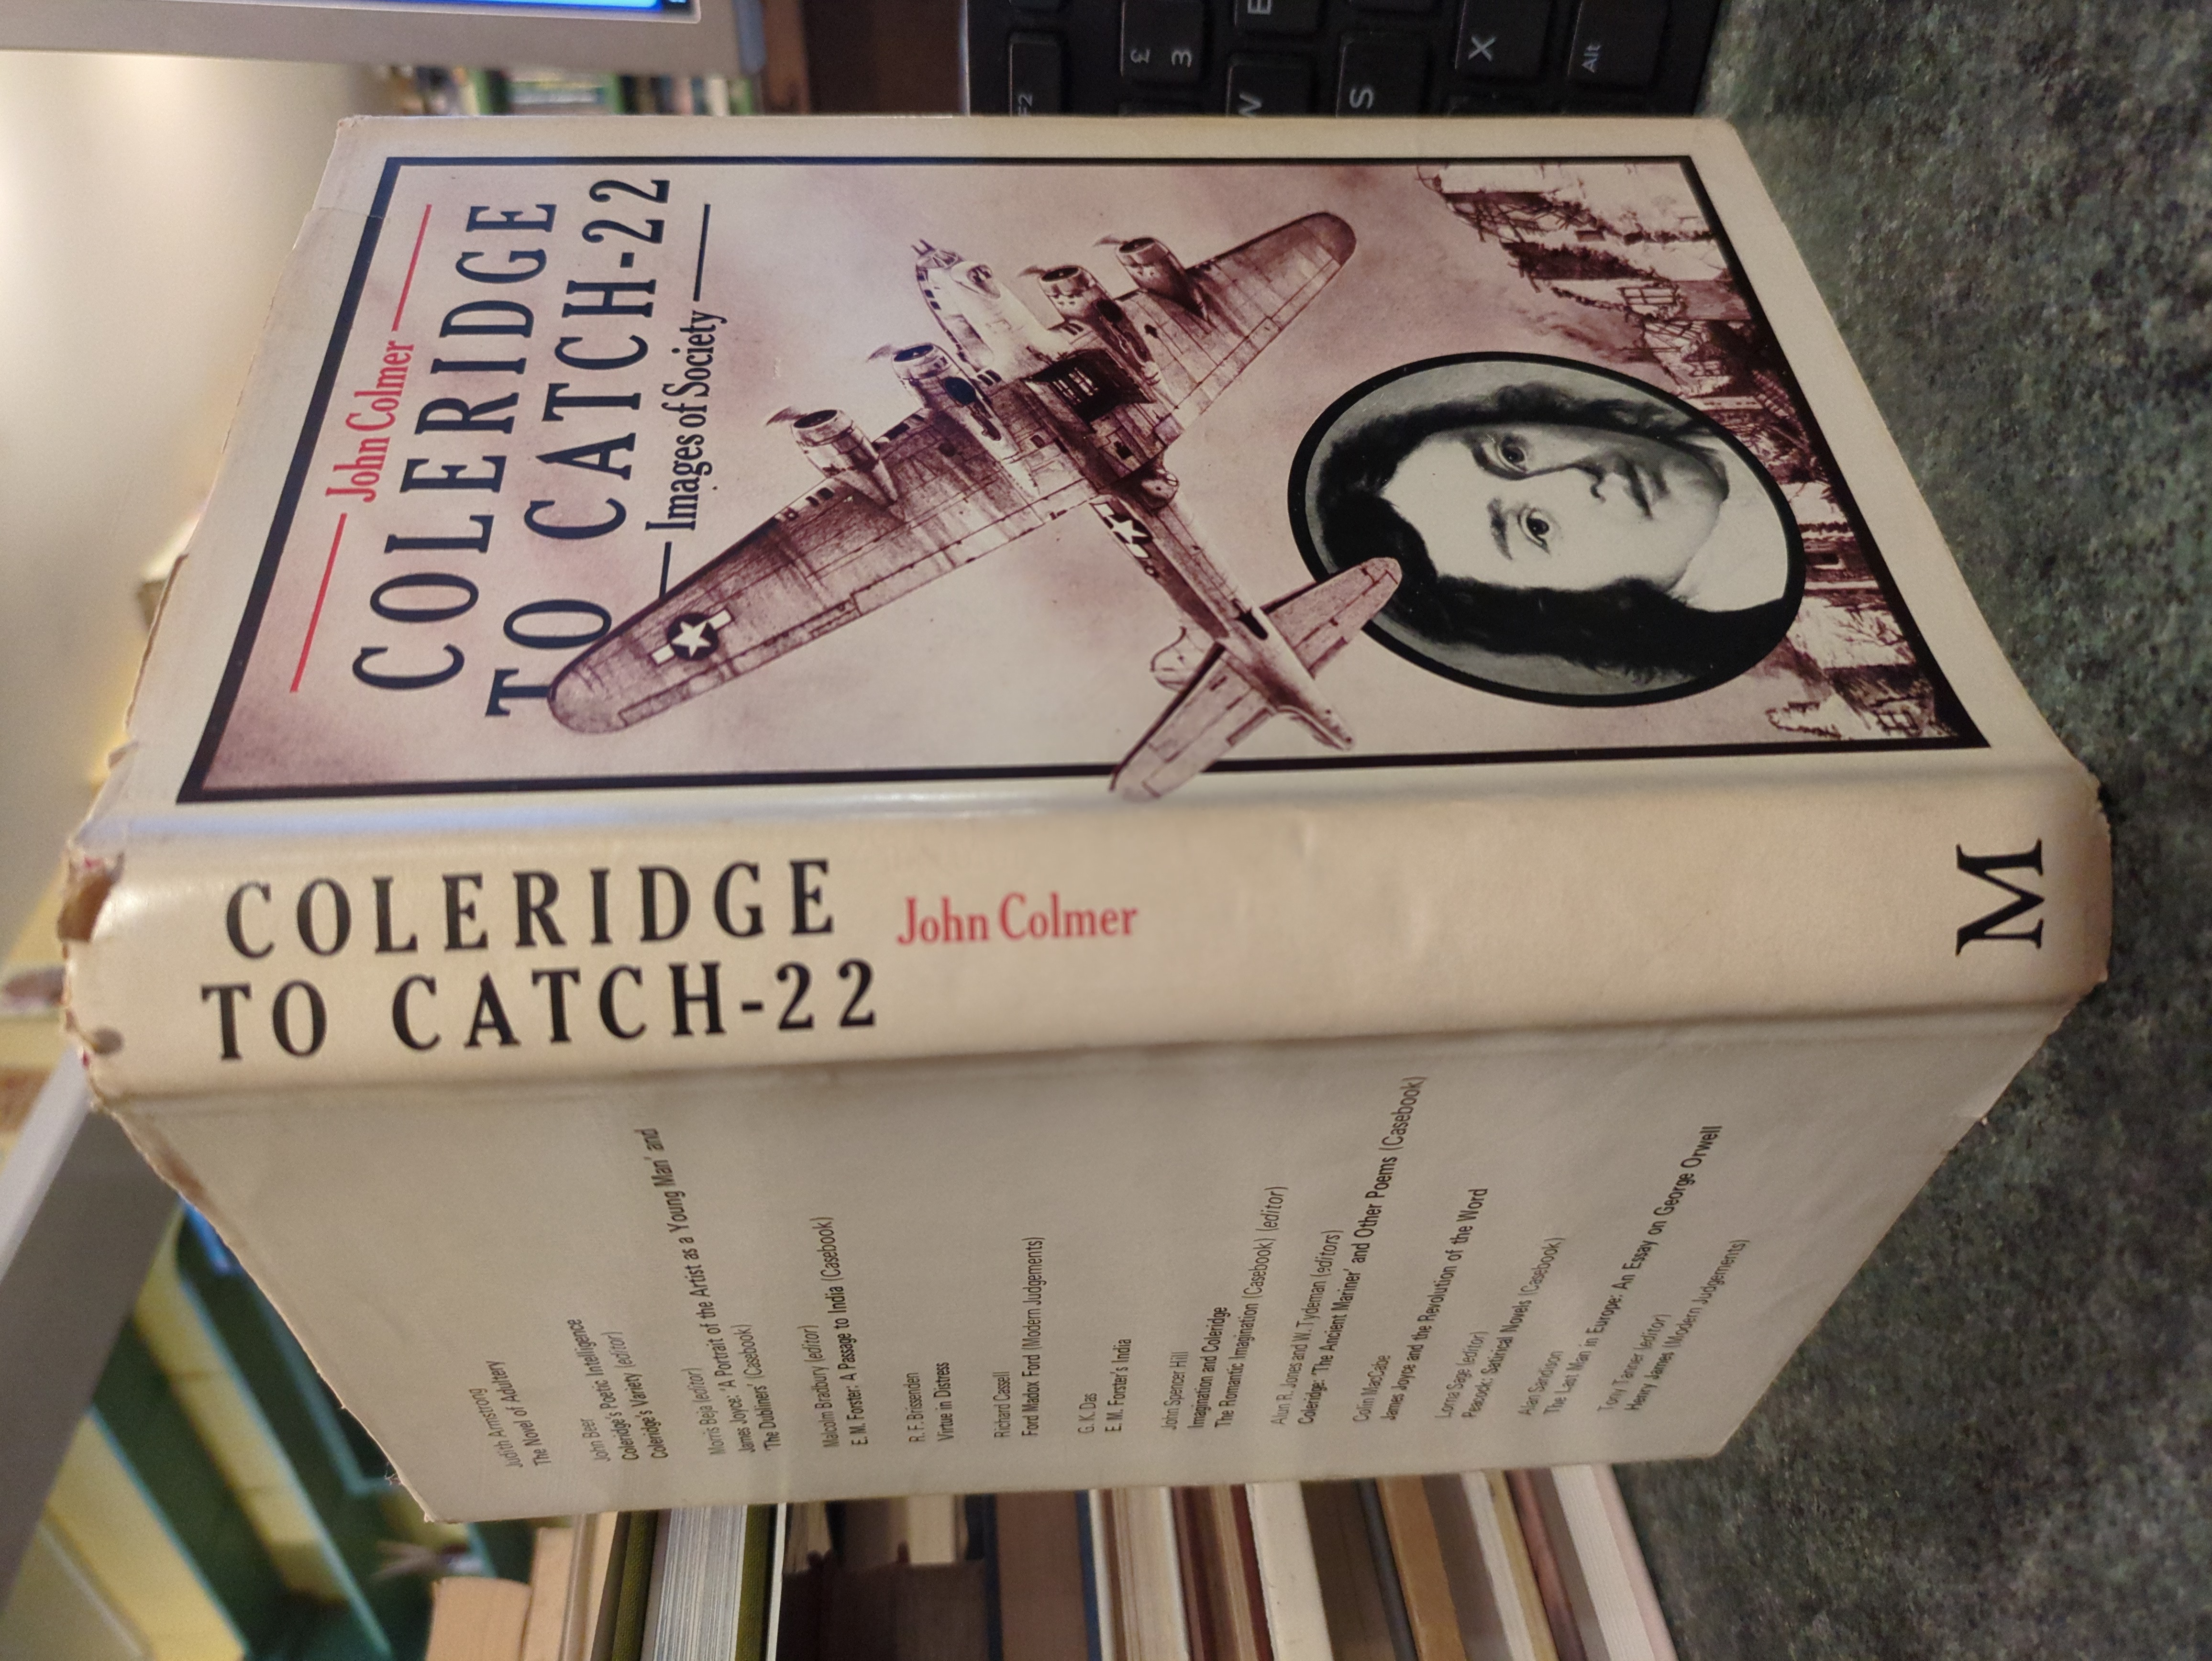 John Colmer
COLERIDGE
TO CATCH-22
Images of Society
COLERIDGE
TO CATCH-22
John Colmer
M
Judith Armstrong
The Novel of Adultery
John Beer
Coleridge's Poetic Intelligence
Coleridge's Variety (editor)
Morris Beja (editor)
James Joyce: 'A Portrait of the Artist as a Young Man' and
'The Dubliners' (Casebook)
Malcolm Bradbury (editor)
E. M. Forster: A Passage to India (Casebook)
R. F. Brissenden
Virtue in Distress
Richard Cassell
Ford Madox Ford (Modern Judgements)
G. K. Das
E. M. Forster's India
John Spencer Hill
Imagination and Coleridge
The Romantic Imagination (Casebook) (editor)
Alun R. Jones and W. Tydeman (editors)
Coleridge: 'The Ancient Mariner' and Other Poems (Casebook)
Colin MacCabe
James Joyce and the Revolution of the Word
Lorna Sage (editor)
Peacock: Satirical Novels (Casebook)
Alan Sandison
The Last Man in Europe: An Essay on George Orwell
Tony Tanner (editor)
Henry James (Modern Judgements)
F2
£
3
E
W
S
X
Alt